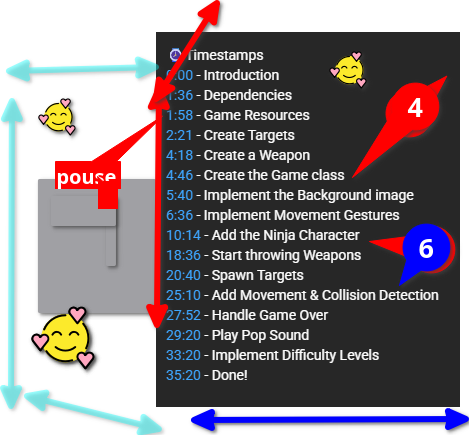 Timestamps
0:00 - Introduction
1:36 - Dependencies
1:58 - Game Resources
2:21 - Create Targets
4:18 - Create a Weapon
4:46 - Create the Game class
5:40 - Implement the Background image
6:36 - Implement Movement Gestures
10:14 - Add the Ninja Character
18:36 - Start throwing Weapons
20:40 - Spawn Targets
25:10 - Add Movement & Collision Detection
27:52 - Handle Game Over
29:20 - Play Pop Sound
33:20 - Implement Difficulty Levels
35:20 - Done!
pouse
4
6